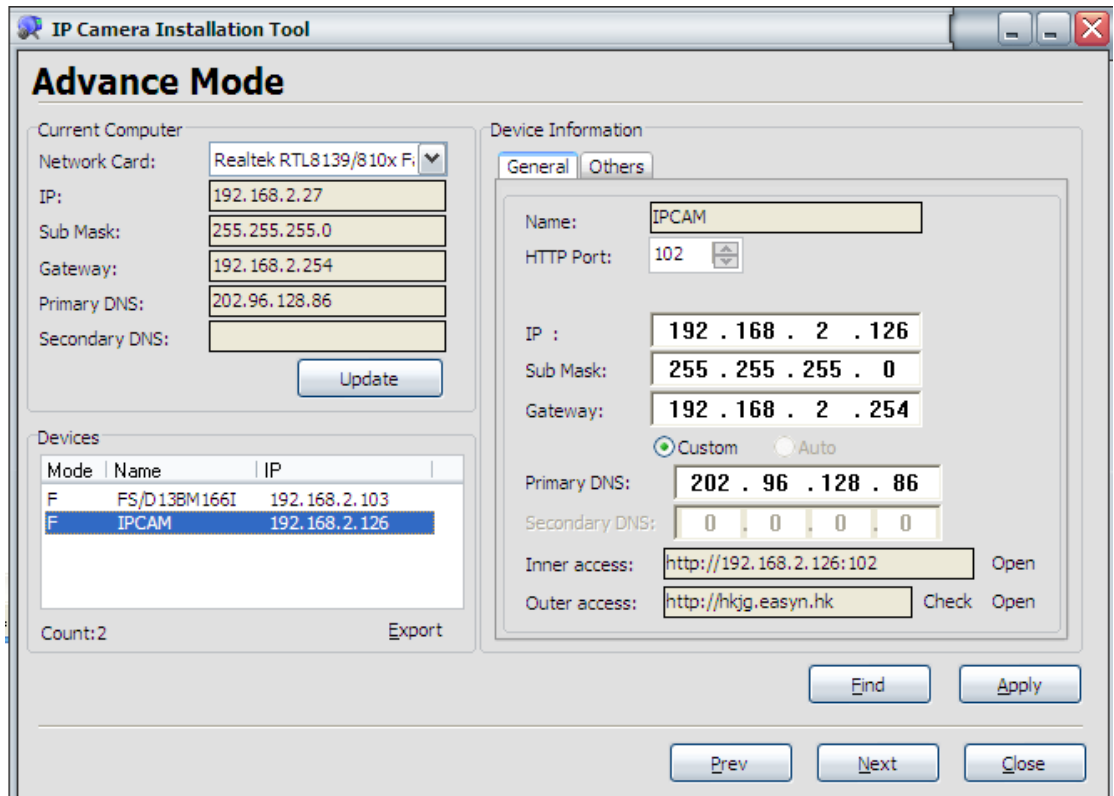 IP Camera Installation Tool
Advance Mode
Current Computer
Network Card: Realtek RTL8139/810x F
IP: 192.168.2.27
Sub Mask: 255.255.255.0
Gateway: 192.168.2.254
Primary DNS: 202.96.128.86
Secondary DNS:
Update
Devices
Mode Name IP
F FS/D13BM166I 192.168.2.103
F IPCAM 192.168.2.126
Count:2 Export
Device Information
General Others
Name: IPCAM
HTTP Port: 102
IP : 192 . 168 . 2 . 126
Sub Mask: 255 . 255 . 255 . 0
Gateway: 192 . 168 . 2 . 254
Custom Auto
Primary DNS: 202 . 96 . 128 . 86
Secondary DNS: 0 . 0 . 0 . 0
Inner access: http://192.168.2.126:102 Open
Outer access: http://hkjg.easyn.hk Check Open
Find Apply
Prev Next Close